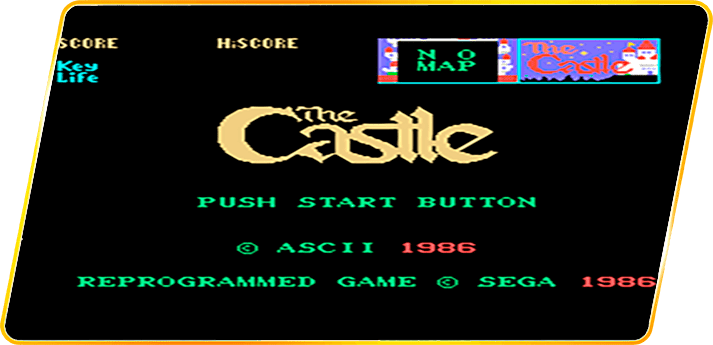 SCORE HiSCORE
Key
Life
NO
MAP
The
Castle
The
Castle
PUSH START BUTTON
© ASCII 1986
REPROGRAMMED GAME © SEGA 1986